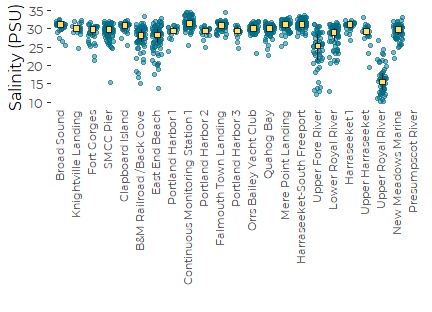 Salinity (PSU)
35
30
25
20
15
10
Broad Sound
Knightville Landing
Fort Gorges
SMCC Pier
Clapboard Island
B&M Railroad/Back Cove
East End Beach
Portland Harbor 1
Continuous Monitoring Station 1
Portland Harbor 2
Falmouth Town Landing
Portland Harbor 3
Orrs Bailey Yacht Club
Quahog Bay
Mere Point Landing
Harraseeket-South Freeport
Upper Fore River
Lower Royal River
Harraseeket 1
Upper Harraseeket
Upper Royal River
New Meadows Marina
Presumpscot River